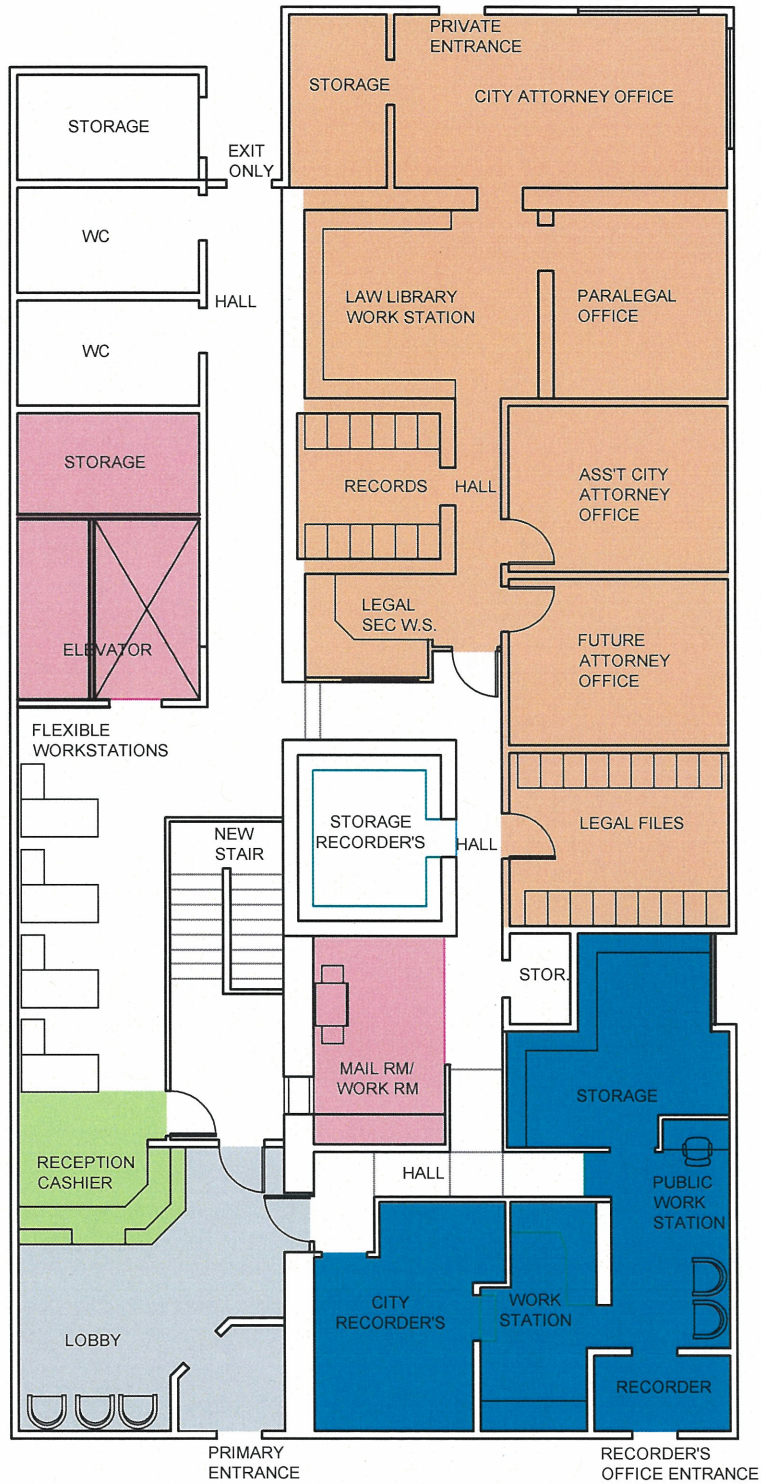 PRIVATE
ENTRANCE
STORAGE
CITY ATTORNEY OFFICE
STORAGE
EXIT
ONLY
WC
HALL
LAW LIBRARY
WORK STATION
PARALEGAL
OFFICE
WC
STORAGE
RECORDS
HALL
ASS'T CITY
ATTORNEY
OFFICE
LEGAL
SEC W.S.
ELEVATOR
FUTURE
ATTORNEY
OFFICE
FLEXIBLE
WORKSTATIONS
NEW
STAIR
STORAGE
RECORDER'S
HALL
LEGAL FILES
STOR.
MAIL RM/
WORK RM
STORAGE
RECEPTION
CASHIER
HALL
PUBLIC
WORK
STATION
CITY
RECORDER'S
WORK
STATION
LOBBY
RECORDER
PRIMARY
ENTRANCE
RECORDER'S
OFFICE ENTRANCE